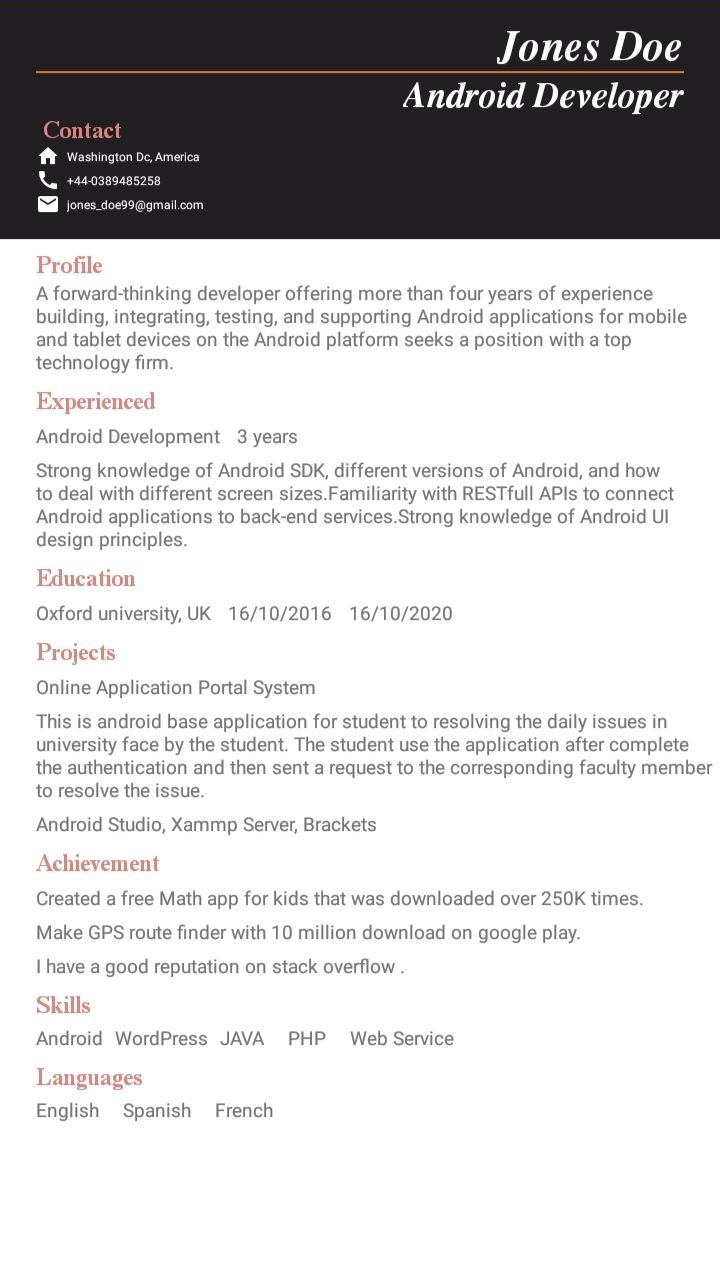 Jones Doe
Android Developer
Contact
Washington Dc, America
+44-0389485258
jones_doe99@gmail.com
Profile
A forward-thinking developer offering more than four years of experience
building, integrating, testing, and supporting Android applications for mobile
and tablet devices on the Android platform seeks a position with a top
technology firm.
Experienced
Android Development 3 years
Strong knowledge of Android SDK, different versions of Android, and how
to deal with different screen sizes.Familiarity with RESTfull APIs to connect
Android applications to back-end services.Strong knowledge of Android UI
design principles.
Education
Oxford university, UK 16/10/2016 16/10/2020
Projects
Online Application Portal System
This is android base application for student to resolving the daily issues in
university face by the student. The student use the application after complete
the authentication and then sent a request to the corresponding faculty member
to resolve the issue.
Android Studio, Xammp Server, Brackets
Achievement
Created a free Math app for kids that was downloaded over 250K times.
Make GPS route finder with 10 million download on google play.
I have a good reputation on stack overflow .
Skills
Android WordPress JAVA PHP Web Service
Languages
English Spanish French